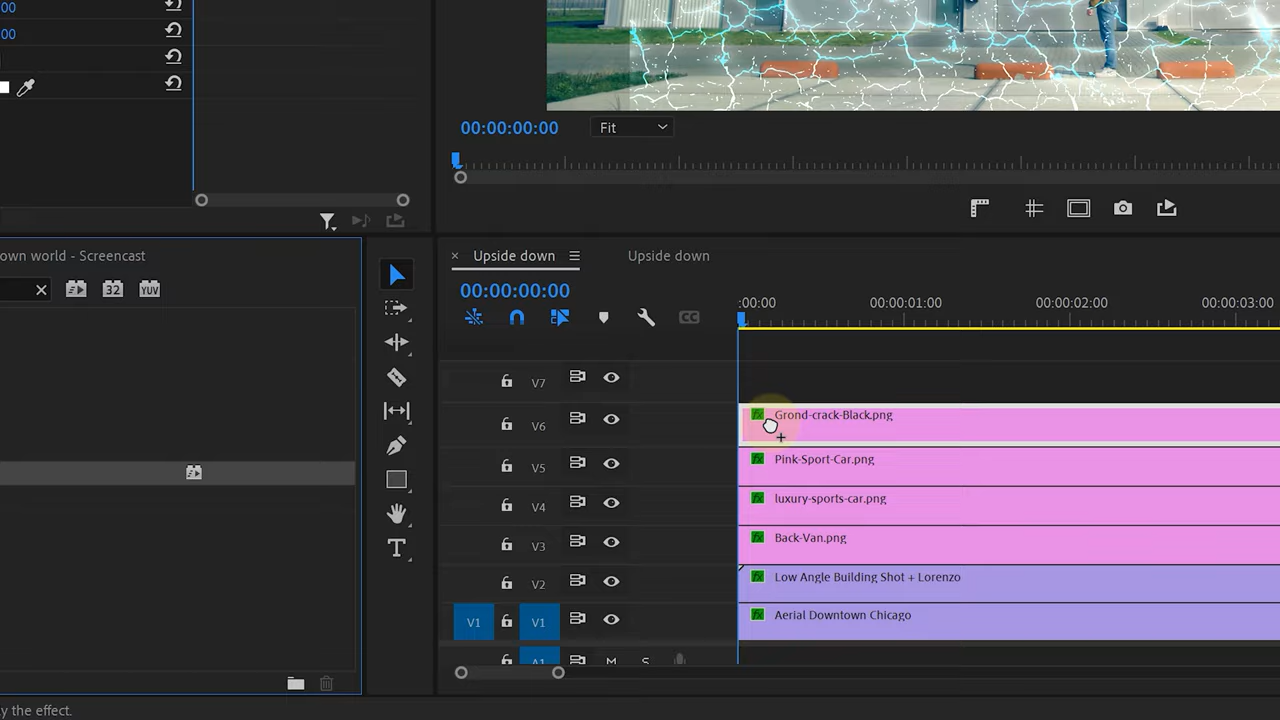 00
00
00:00:00:00
Fit
own world - Screencast
32
YUV
Upside down
Upside down
00:00:00:00
CC
:00:00
00:00:01:00
00:00:02:00
00:00:03:00
V7
V6
Grond-crack-Black.png
V5
Pink-Sport-Car.png
V4
luxury-sports-car.png
V3
Back-Van.png
V2
Low Angle Building Shot + Lorenzo
V1
V1
Aerial Downtown Chicago
A1
M
S
y the effect.